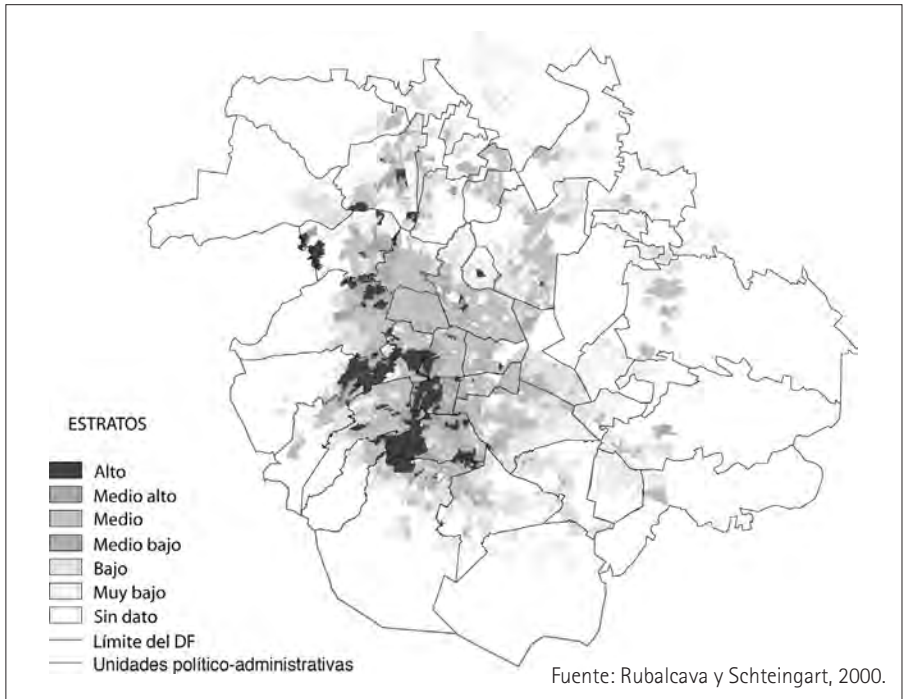 ESTRATOS
Alto
Medio alto
Medio
Medio bajo
Bajo
Muy bajo
Sin dato
Límite del DF
Unidades político-administrativas
Fuente: Rubalcava y Schteingart, 2000.